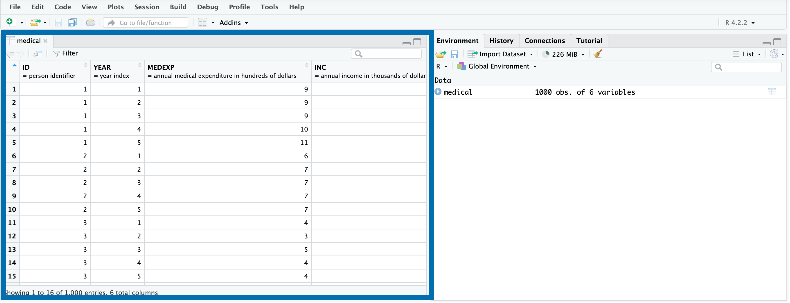 File Edit Code View Plots Session Build Debug Profile Tools Help
Go to file/function Addins R 4.2.2
medical
Filter
ID YEAR MEDEXP INC
= person identifier = year index = annual medical expenditure in hundreds of dollars = annual income in thousands of dollar
1 1 1 9
2 1 2 9
3 1 3 9
4 1 4 10
5 1 5 11
6 2 1 6
7 2 2 7
8 2 3 7
9 2 4 7
10 2 5 7
11 3 1 4
12 3 2 3
13 3 3 5
14 3 4 4
15 3 5 4
howing 1 to 16 of 1,000 entries, 6 total columns
Environment History Connections Tutorial
Import Dataset 226 MiB List
R Global Environment
Data
medical 1000 obs. of 6 variables